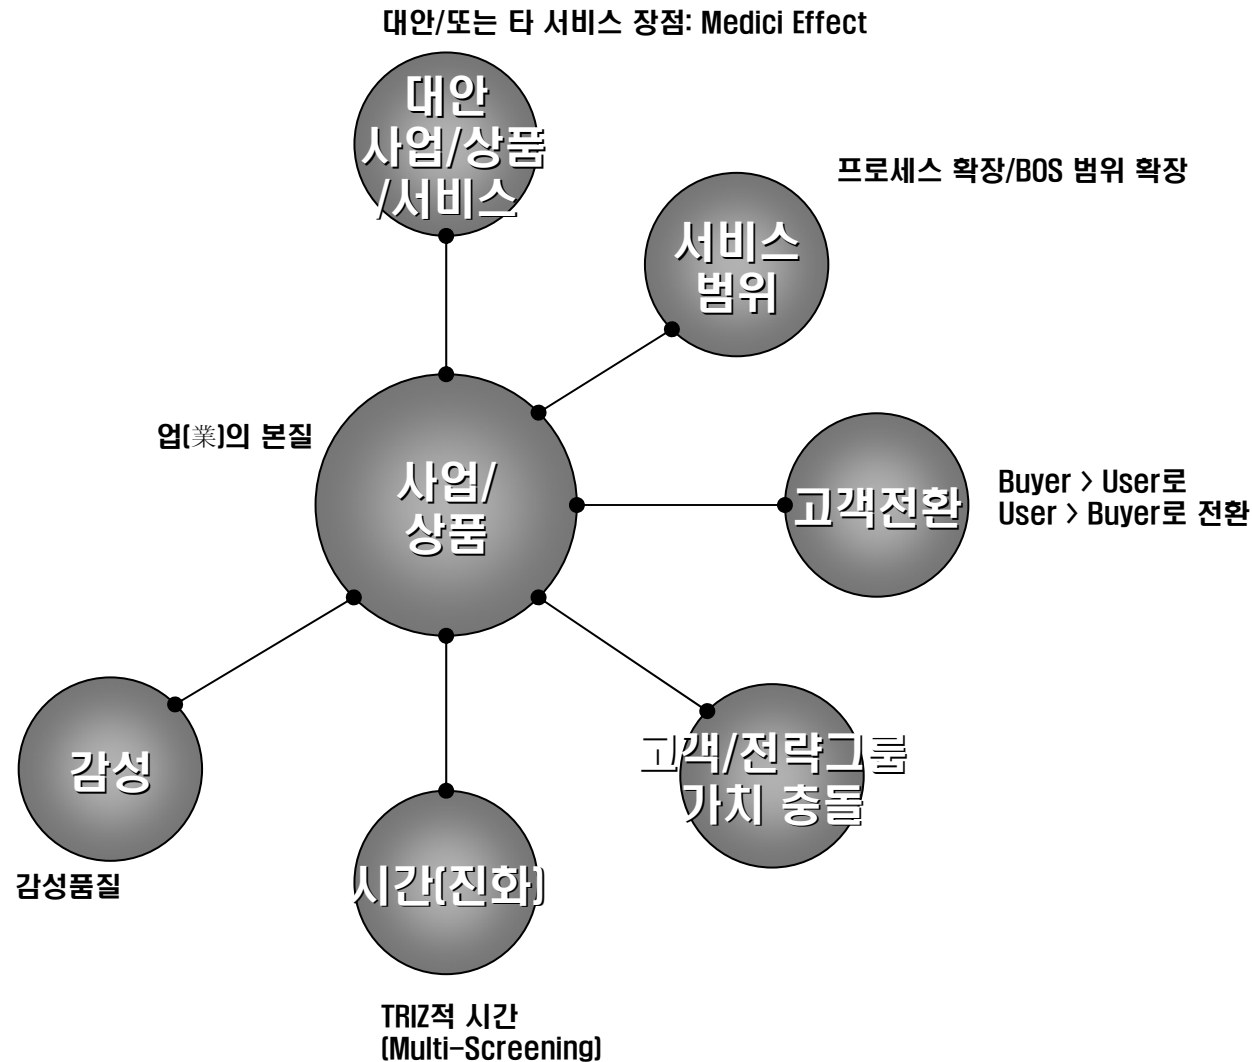 대안/또는 타 서비스 장점: Medici Effect
대안
사업/상품
/서비스
프로세스 확장/BOS 범위 확장
서비스
범위
업(業)의 본질
사업/
상품
고객전환
Buyer > User로
User > Buyer로 전환
감성
감성품질
고객/전략그룹
가치 충돌
시간(진화)
TRIZ적 시간
(Multi-Screening)